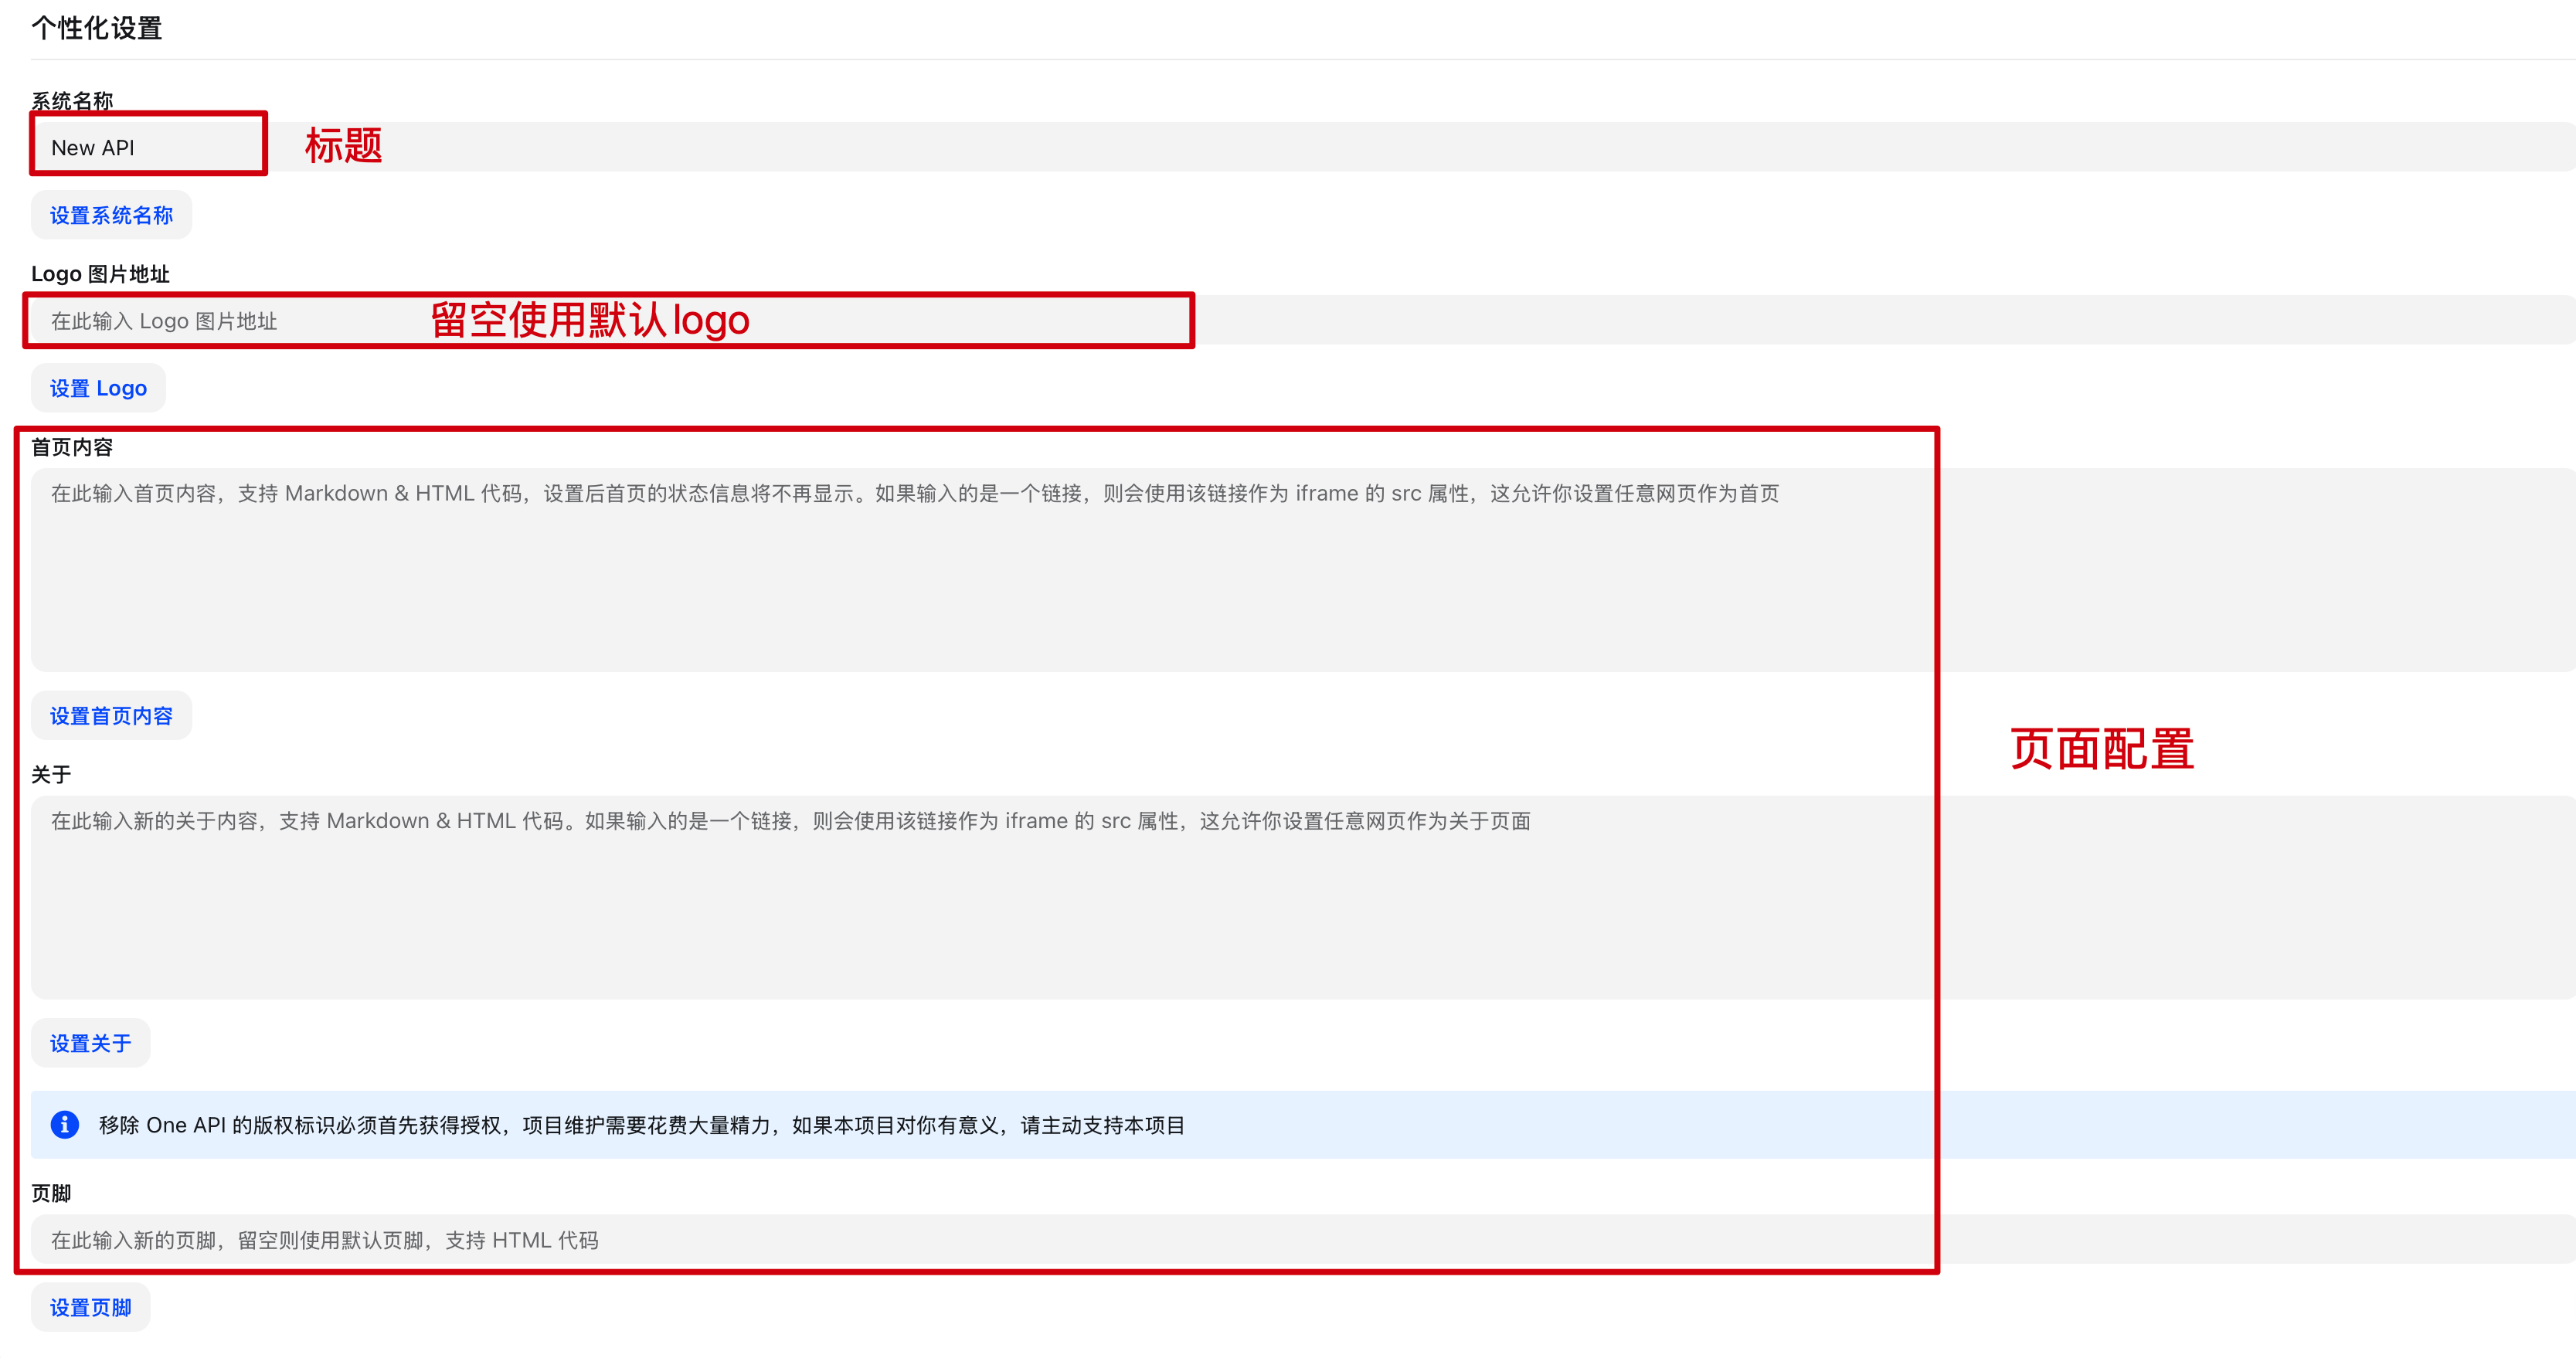 个性化设置
系统名称
New API
标题
设置系统名称
Logo 图片地址
在此输入 Logo 图片地址
留空使用默认logo
设置 Logo
首页内容
在此输入首页内容，支持 Markdown & HTML 代码，设置后首页的状态信息将不再显示。如果输入的是一个链接，则会使用该链接作为 iframe 的 src 属性，这允许你设置任意网页作为首页
设置首页内容
页面配置
关于
在此输入新的关于内容，支持 Markdown & HTML 代码。如果输入的是一个链接，则会使用该链接作为 iframe 的 src 属性，这允许你设置任意网页作为关于页面
设置关于
移除 One API 的版权标识必须首先获得授权，项目维护需要花费大量精力，如果本项目对你有意义，请主动支持本项目
页脚
在此输入新的页脚，留空则使用默认页脚，支持 HTML 代码
设置页脚